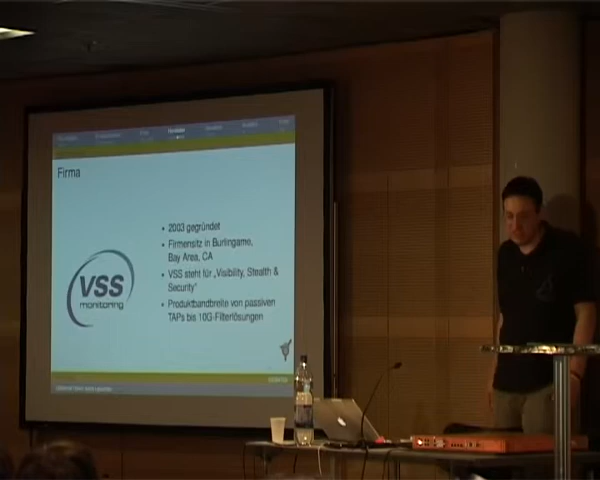 Firma
• 2003 gegründet
• Firmensitz in Burlingame,
Bay Area, CA
• VSS steht für „Visibility, Stealth &
Security"
• Produktbandbreite von passiven
TAPs bis 10G-Filterlösungen
VSS
monitoring